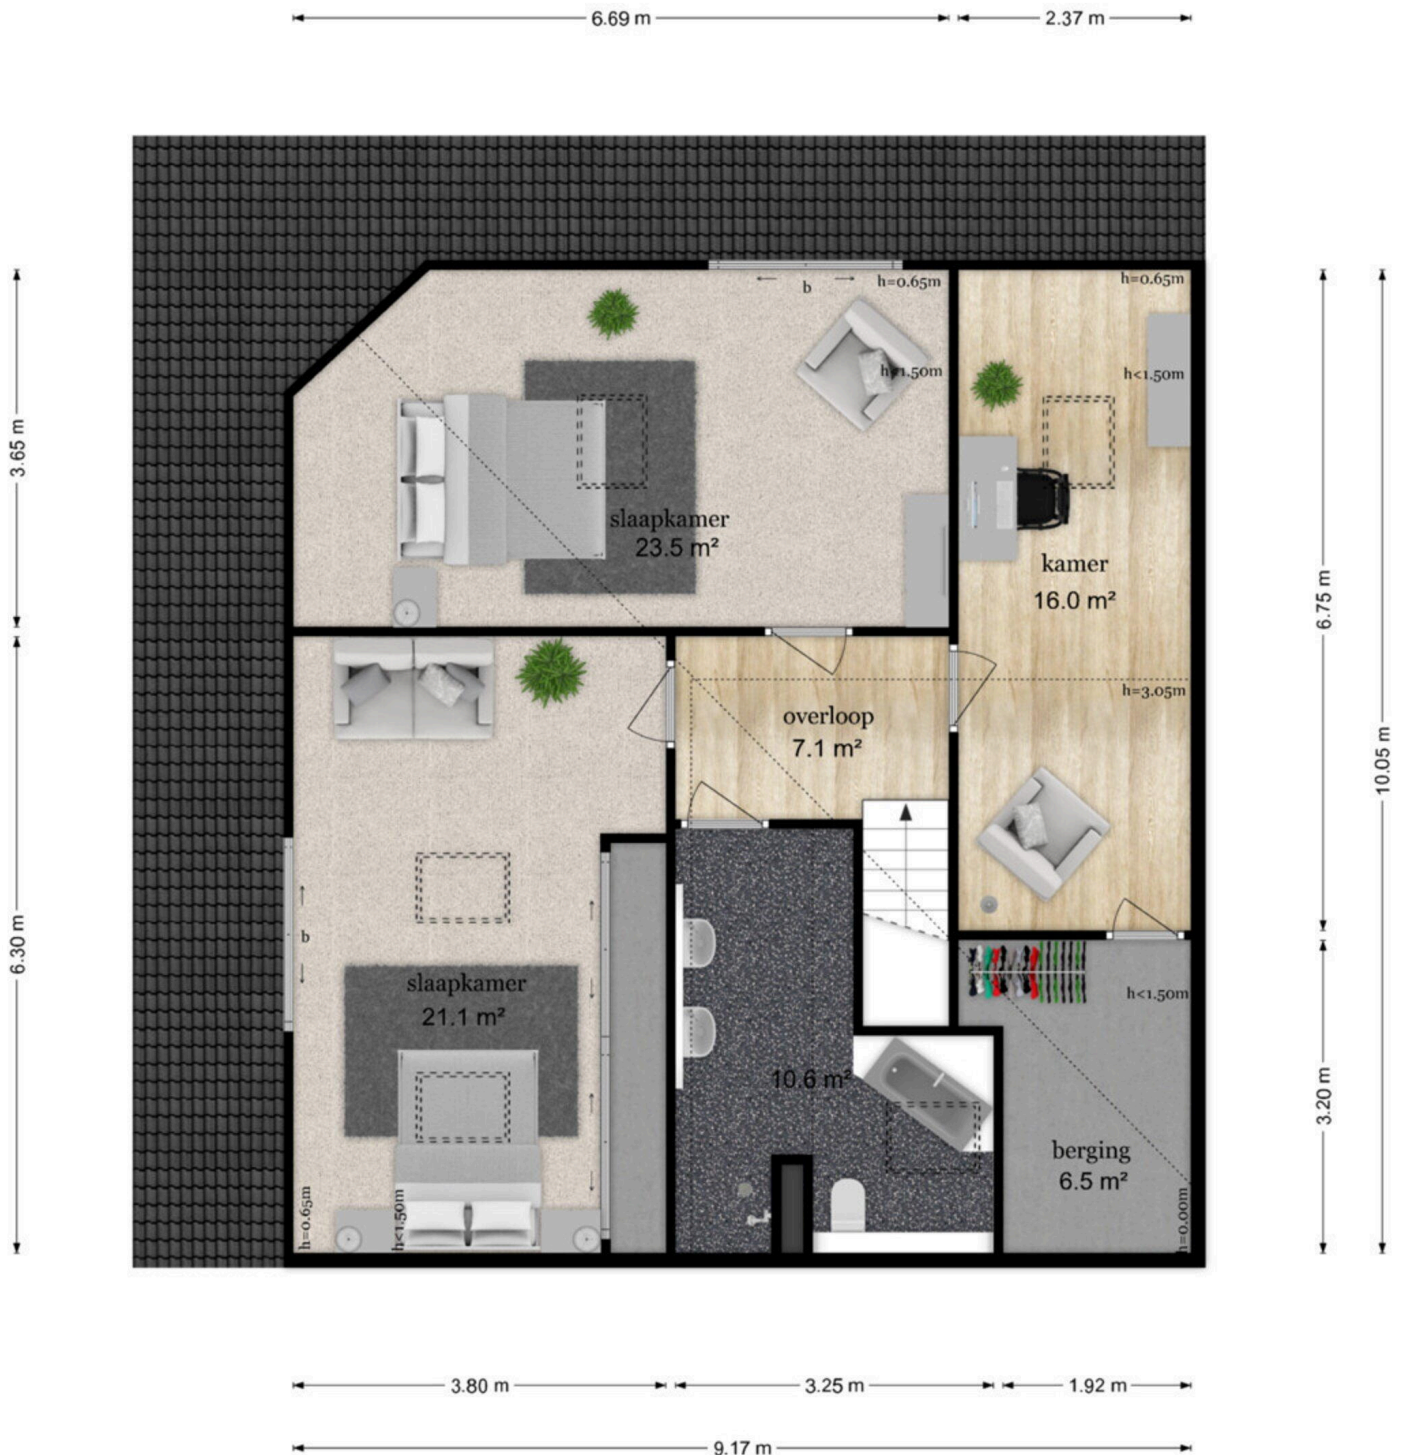 6.69 m
2.37 m
h=0.65m
b
h=0.65m
h<1.50m
h<1.50m
3.65 m
slaapkamer
23.5 m²
kamer
16.0 m²
6.75 m
h=3.05m
overloop
7.1 m²
10.05 m
b
6.30 m
slaapkamer
21.1 m²
h<1.50m
10.6 m²
3.20 m
berging
6.5 m²
h=0.65m
h<1.50m
h=0.00m
3.80 m
3.25 m
1.92 m
9.17 m